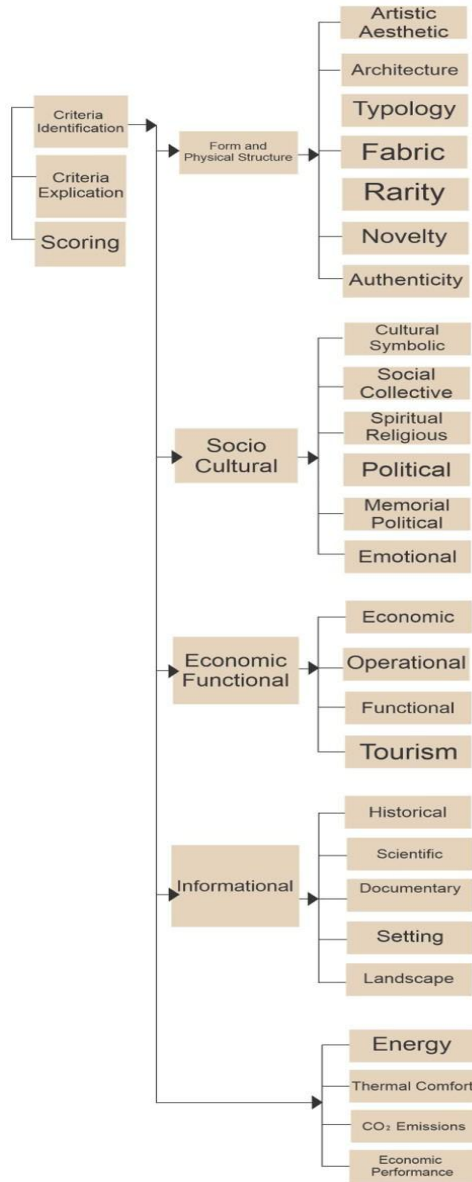 Criteria
Identification
Criteria
Explication
Scoring
Form and
Physical Structure
Artistic
Aesthetic
Architecture
Typology
Fabric
Rarity
Novelty
Authenticity
Socio
Cultural
Cultural
Symbolic
Social
Collective
Spiritual
Religious
Political
Memorial
Political
Emotional
Economic
Functional
Economic
Operational
Functional
Tourism
Informational
Historical
Scientific
Documentary
Setting
Landscape
Energy
Thermal Comfort
CO₂ Emissions
Economic
Performance